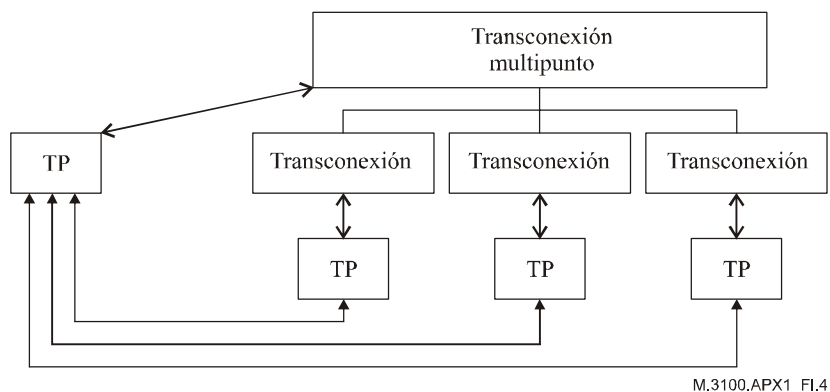 Transconexión
multipunto
TP
Transconexión
Transconexión
Transconexión
TP
TP
TP
M.3100.APX1_FI.4